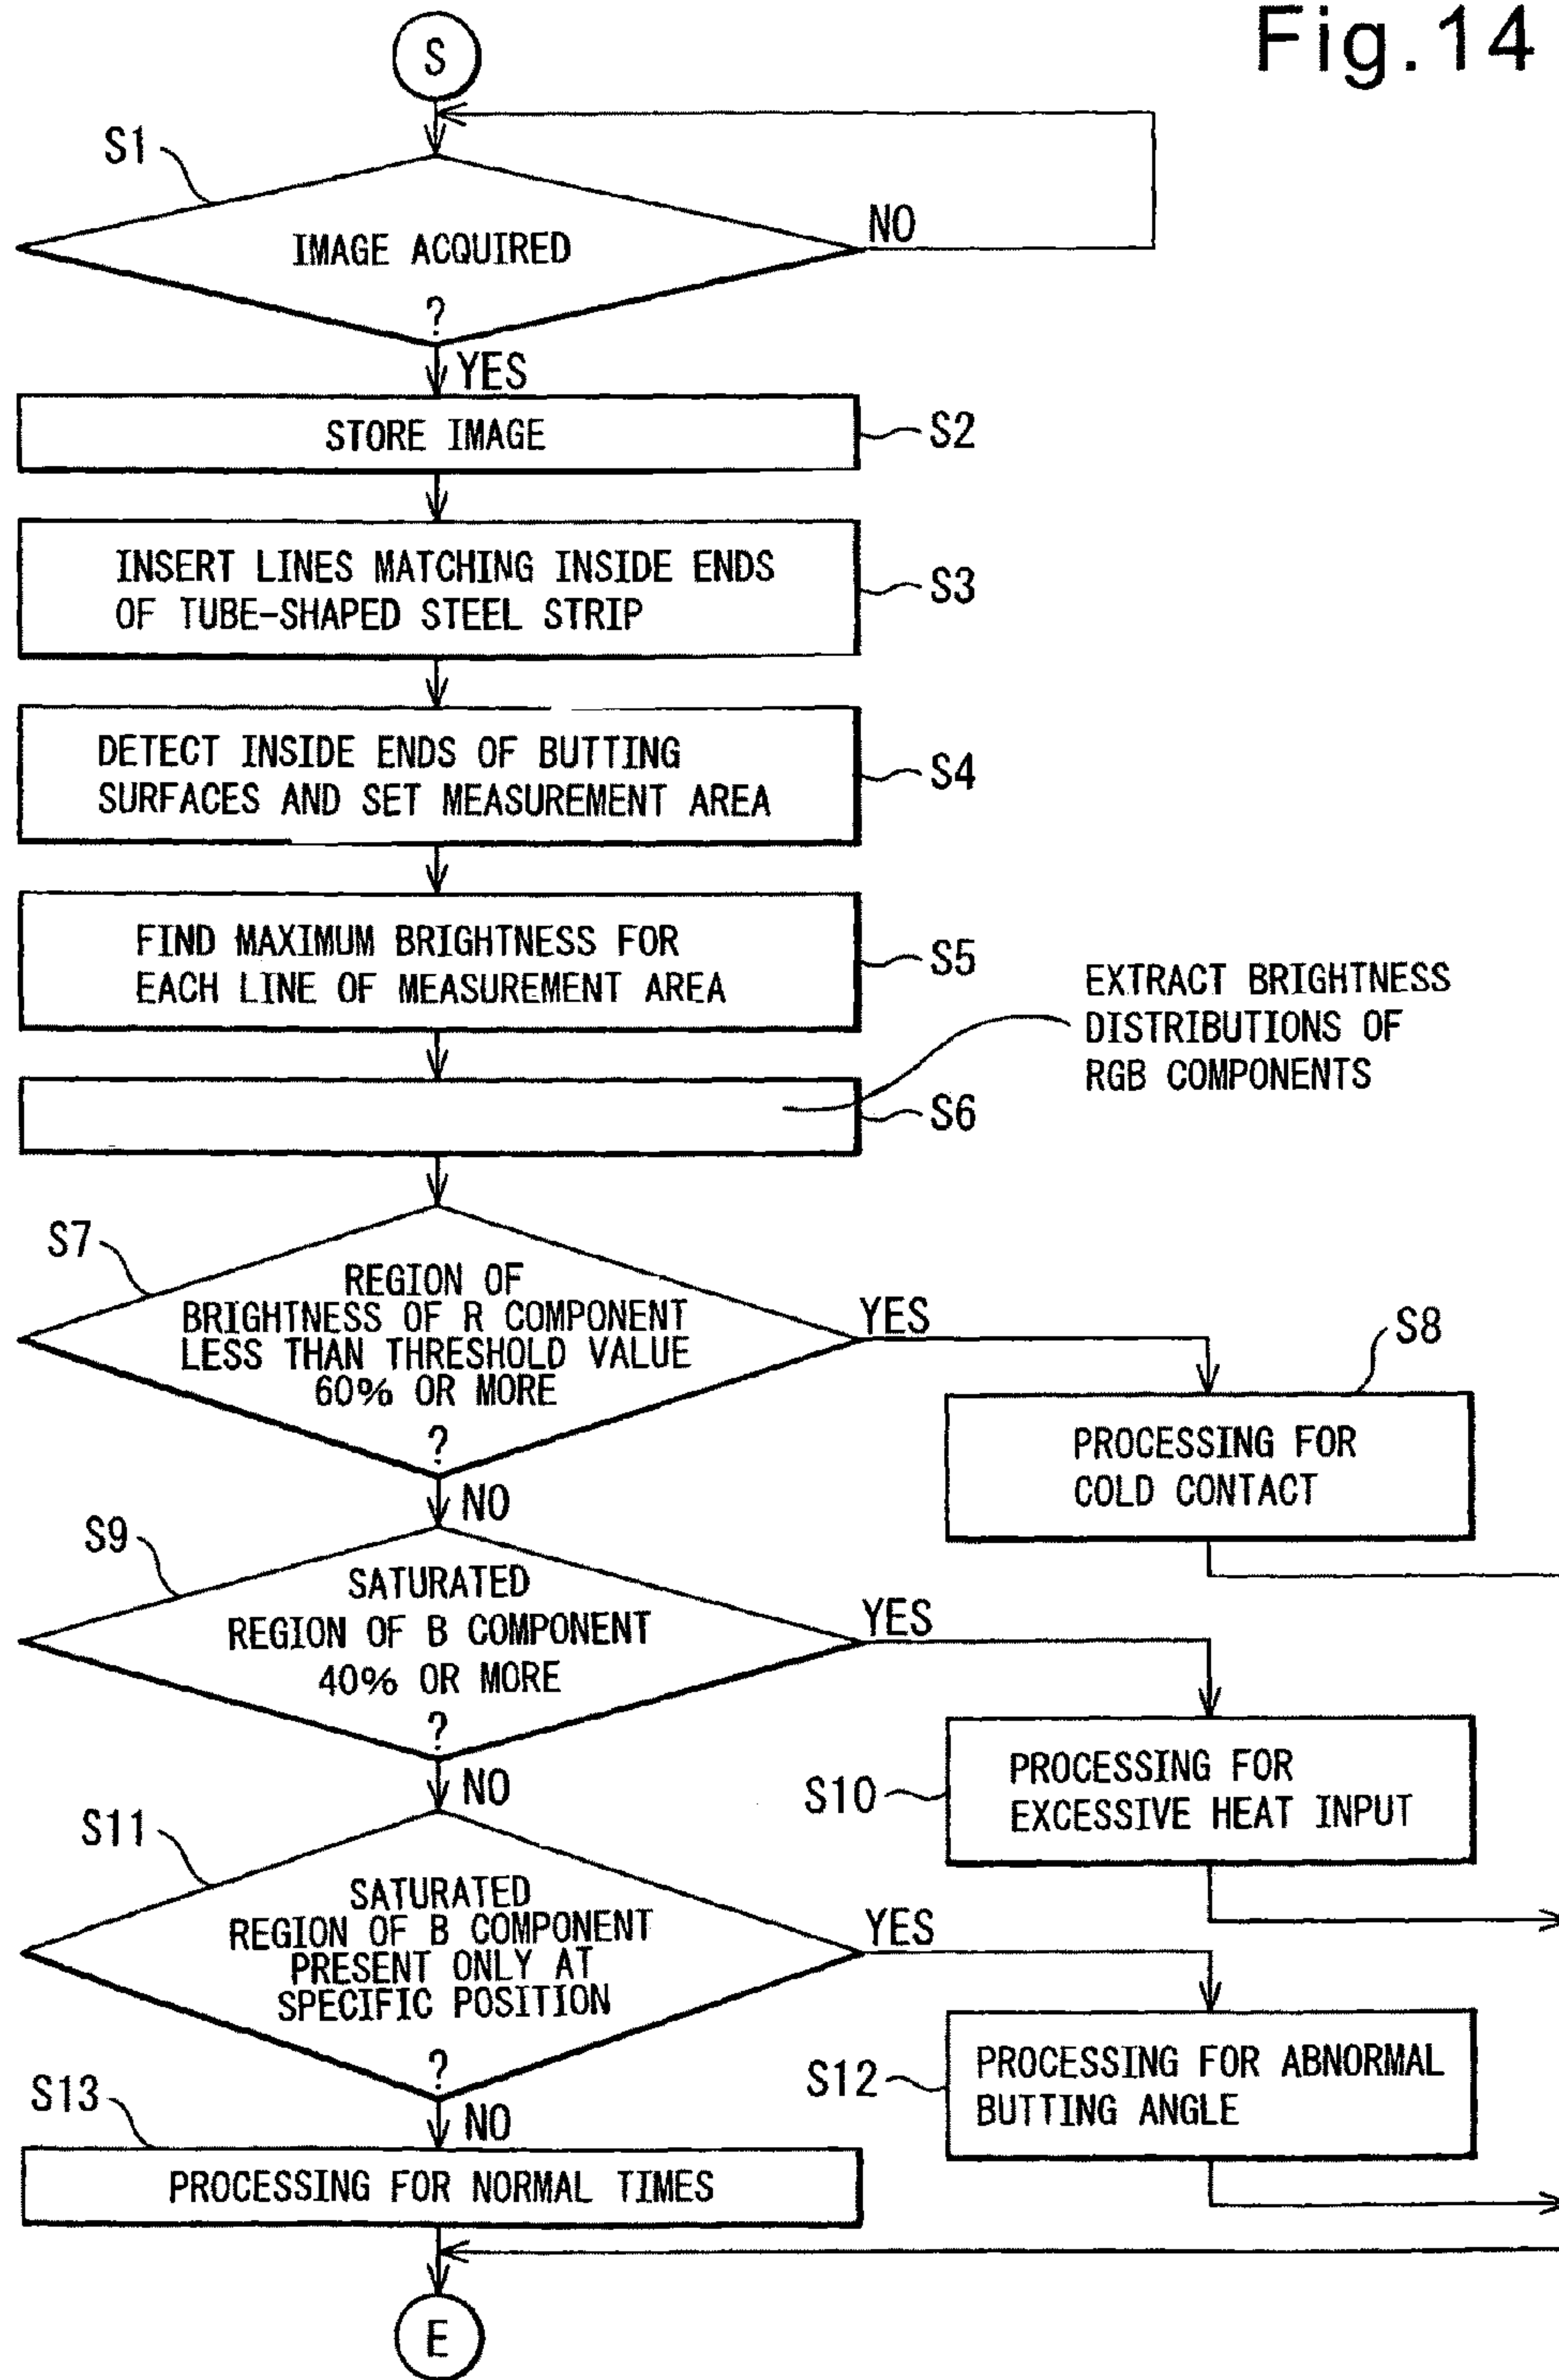 Fig.14
S
S1
IMAGE ACQUIRED
?
NO
YES
STORE IMAGE
S2
INSERT LINES MATCHING INSIDE ENDS
OF TUBE-SHAPED STEEL STRIP
S3
DETECT INSIDE ENDS OF BUTTING
SURFACES AND SET MEASUREMENT AREA
S4
FIND MAXIMUM BRIGHTNESS FOR
EACH LINE OF MEASUREMENT AREA
S5
EXTRACT BRIGHTNESS
DISTRIBUTIONS OF
RGB COMPONENTS
S6
S7
REGION OF
BRIGHTNESS OF R COMPONENT
LESS THAN THRESHOLD VALUE
60% OR MORE
?
YES
S8
PROCESSING FOR
COLD CONTACT
NO
S9
SATURATED
REGION OF B COMPONENT
40% OR MORE
?
YES
S10
PROCESSING FOR
EXCESSIVE HEAT INPUT
NO
S11
SATURATED
REGION OF B COMPONENT
PRESENT ONLY AT
SPECIFIC POSITION
?
YES
S12
PROCESSING FOR ABNORMAL
BUTTING ANGLE
NO
S13
PROCESSING FOR NORMAL TIMES
E